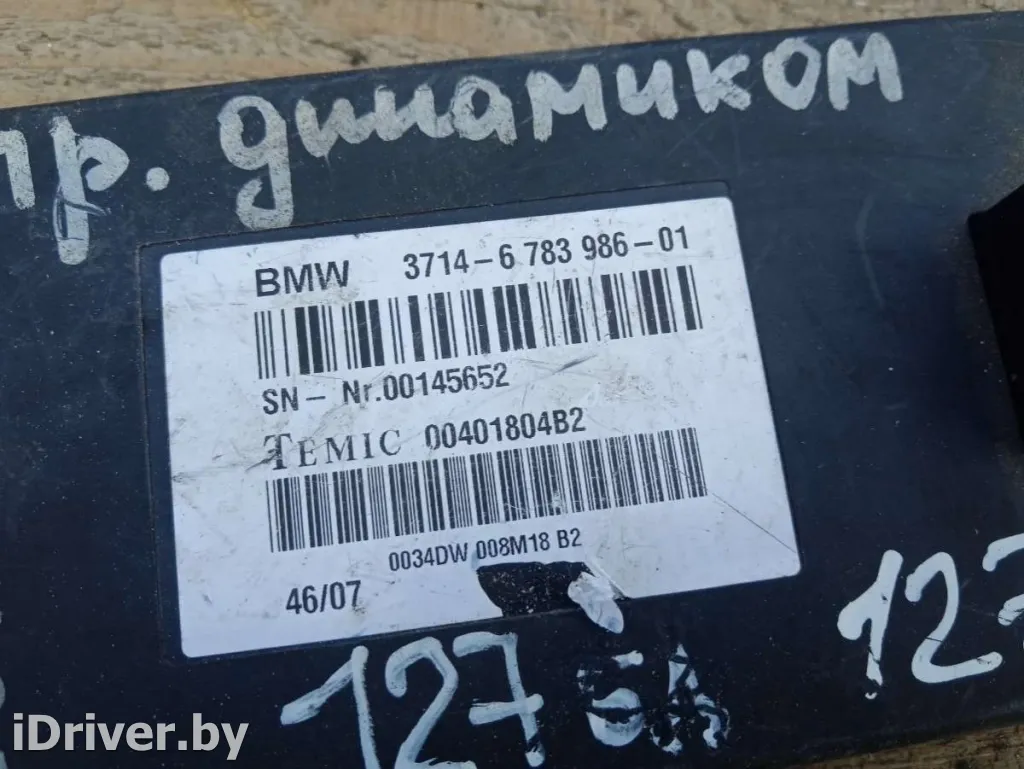 пр. динамиком
BMW 3714-6 783 986-01
SN- Nr.00145652
TEMIC 00401804B2
0034DW 008M18 B2
46/07
127
127
iDriver.by